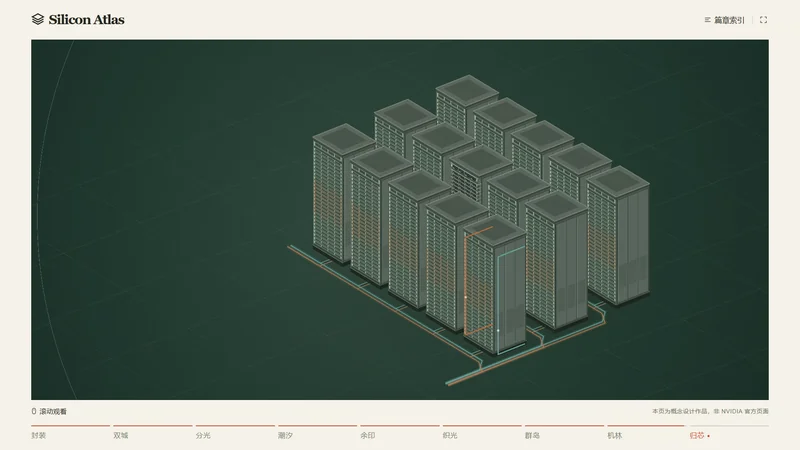 Silicon Atlas
篇章索引
滚动观看
本页为概念设计作品，非 NVIDIA 官方页面
封装
双城
分光
潮汐
余印
织光
群岛
机林
归芯